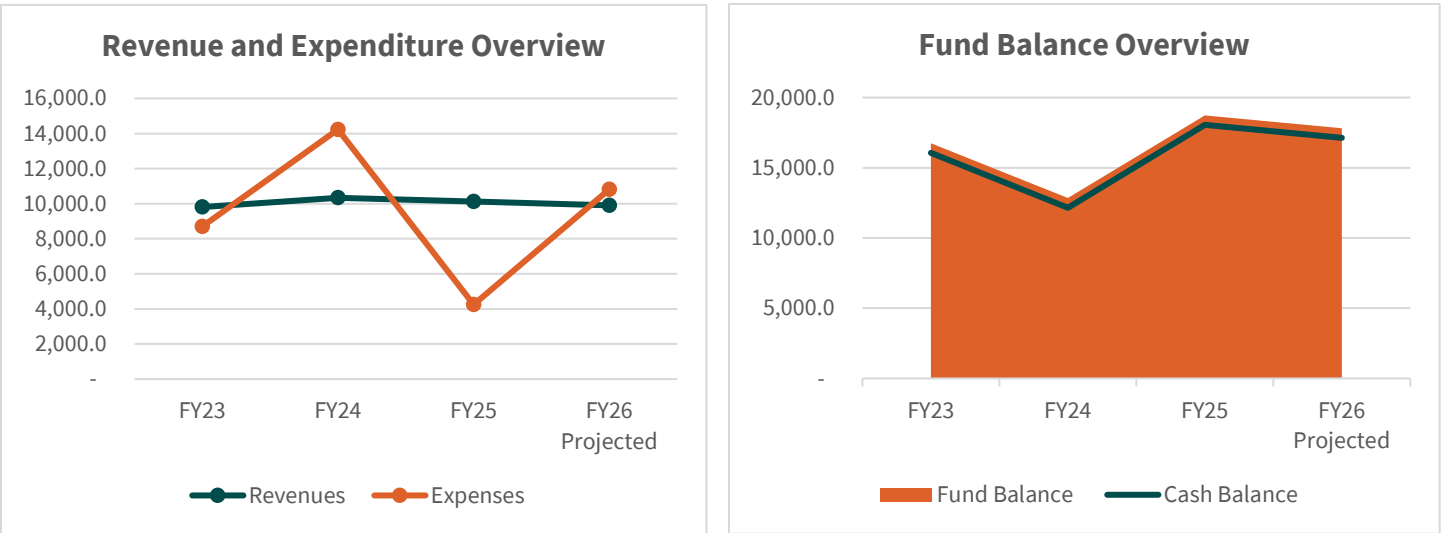 Revenue and Expenditure Overview
16,000.0
14,000.0
12,000.0
10,000.0
8,000.0
6,000.0
4,000.0
2,000.0
-
FY23 FY24 FY25 FY26
Projected
Revenues Expenses
Fund Balance Overview
20,000.0
15,000.0
10,000.0
5,000.0
-
FY23 FY24 FY25 FY26
Projected
Fund Balance Cash Balance